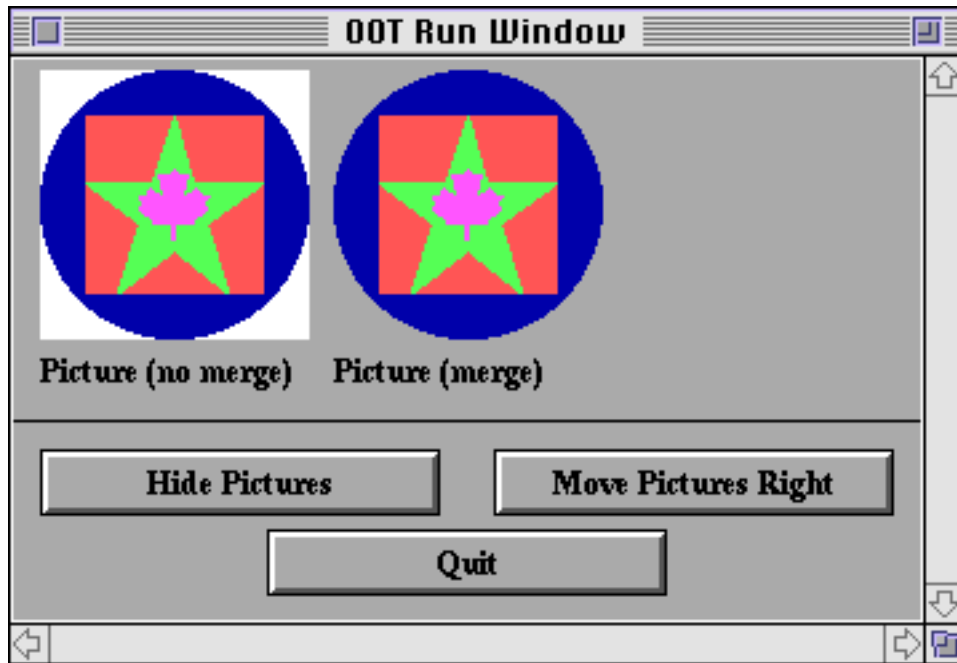 OOT Run Window
Picture (no merge) Picture (merge)
Hide Pictures Move Pictures Right
Quit